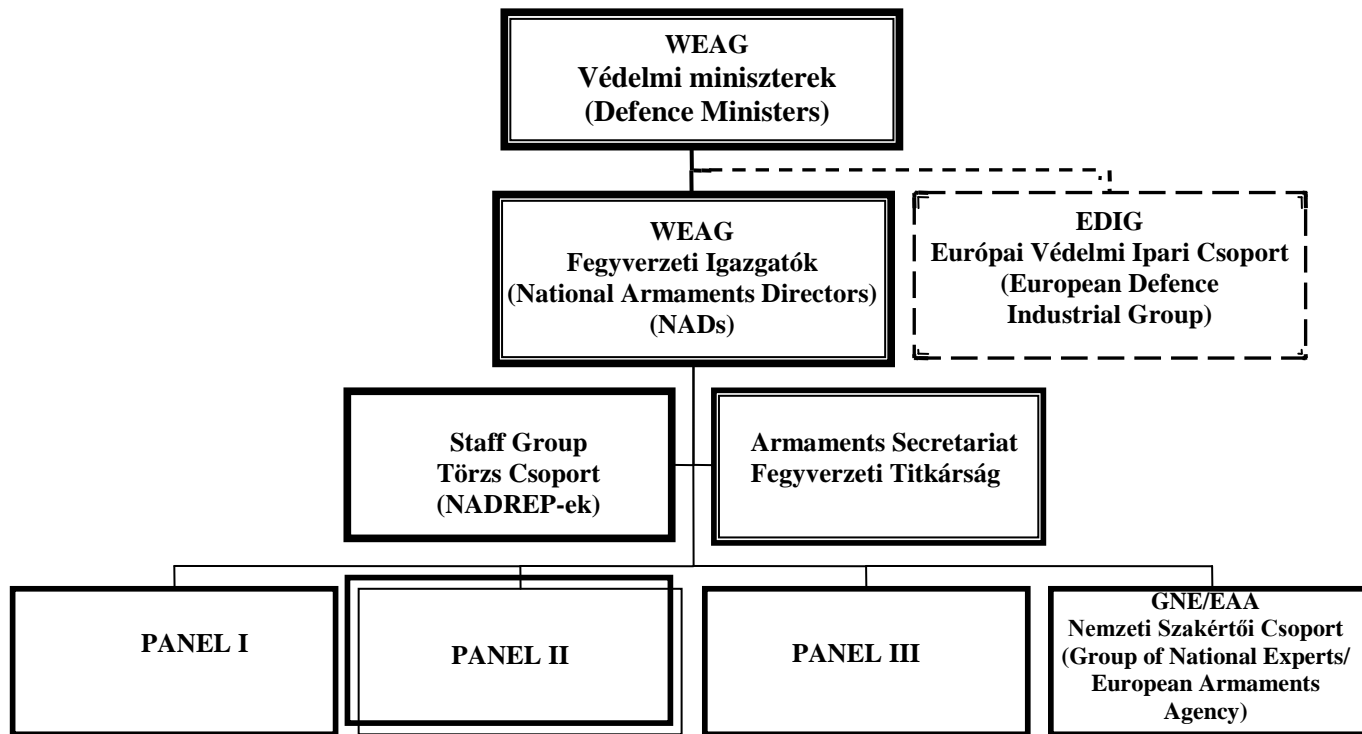 WEAG
Védelmi miniszterek
(Defence Ministers)
WEAG
Fegyverzeti Igazgatók
(National Armaments Directors)
(NADs)
EDIG
Európai Védelmi Ipari Csoport
(European Defence
Industrial Group)
Staff Group
Törzs Csoport
(NADREP-ek)
Armaments Secretariat
Fegyverzeti Titkárság
PANEL I
PANEL II
PANEL III
GNE/EAA
Nemzeti Szakértői Csoport
(Group of National Experts/
European Armaments
Agency)